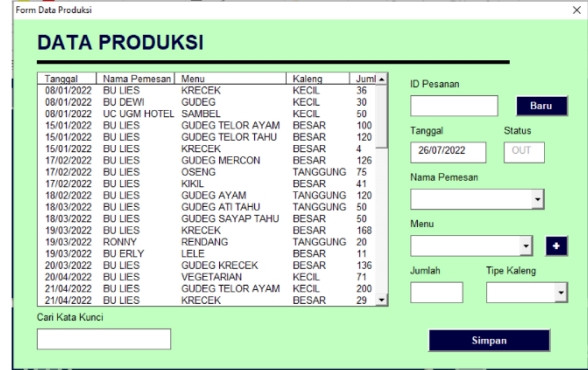 Form Data Produksi
DATA PRODUKSI
Tanggal Nama Pemesan Menu Kaleng Juml
08/01/2022 BU LIES KRECEK KECIL 36
08/01/2022 BU DEWI GUDEG KECIL 30
08/01/2022 UC UGM HOTEL SAMBEL KECIL 50
15/01/2022 BU LIES GUDEG TELOR AYAM BESAR 100
15/01/2022 BU LIES GUDEG TELOR TAHU BESAR 120
15/01/2022 BU LIES KRECEK BESAR 4
17/02/2022 BU LIES GUDEG MERCON BESAR 126
17/02/2022 BU LIES OSENG TANGGUNG 75
17/02/2022 BU LIES KIKIL BESAR 41
18/02/2022 BU LIES GUDEG AYAM TANGGUNG 120
18/03/2022 BU LIES GUDEG ATI TAHU TANGGUNG 50
18/03/2022 BU LIES GUDEG SAYAP TAHU BESAR 50
19/03/2022 BU LIES KRECEK BESAR 168
19/03/2022 RONNY RENDANG TANGGUNG 20
19/03/2022 BU ERLY LELE BESAR 11
20/03/2022 BU LIES GUDEG KRECEK BESAR 136
20/04/2022 BU LIES VEGETARIAN KECIL 71
21/04/2022 BU LIES GUDEG TELOR AYAM KECIL 200
21/04/2022 BU LIES KRECEK BESAR 29
Cari Kata Kunci
ID Pesanan
Baru
Tanggal Status
26/07/2022 OUT
Nama Pemesan
Menu
+
Jumlah Tipe Kaleng
Simpan